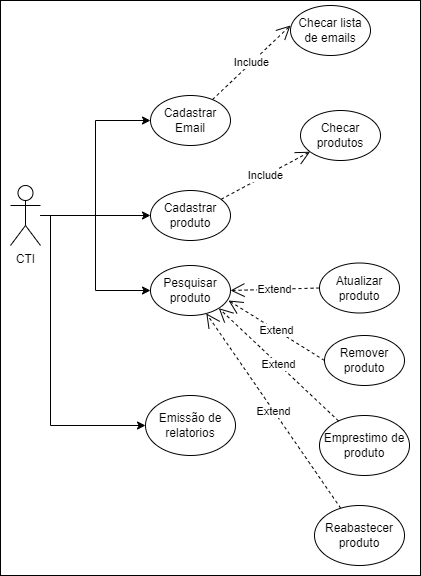 Checar lista
de emails
Include
Cadastrar
Email
Checar
produtos
Include
Cadastrar
produto
CTI
Pesquisar
produto
Extend
Atualizar
produto
Extend
Remover
produto
Extend
Extend
Emissão de
relatorios
Emprestimo de
produto
Reabastecer
produto